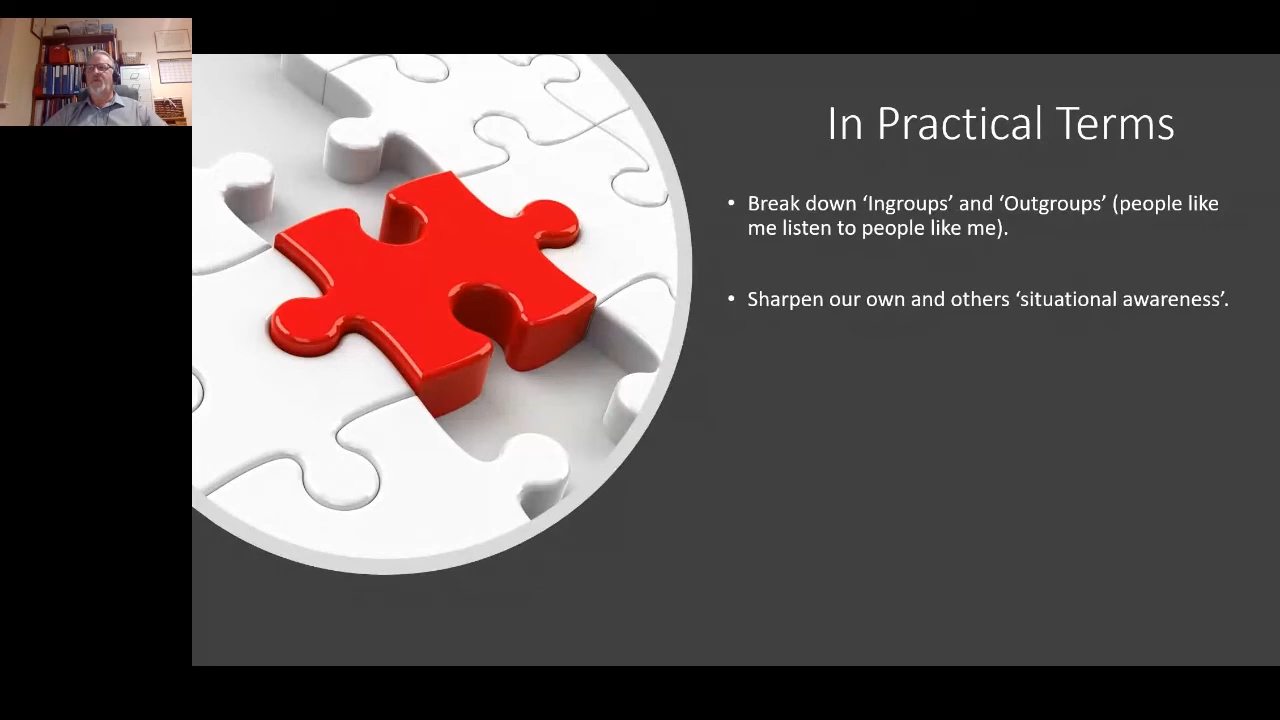 In Practical Terms
• Break down ‘Ingroups’ and ‘Outgroups’ (people like
me listen to people like me).
• Sharpen our own and others ‘situational awareness’.